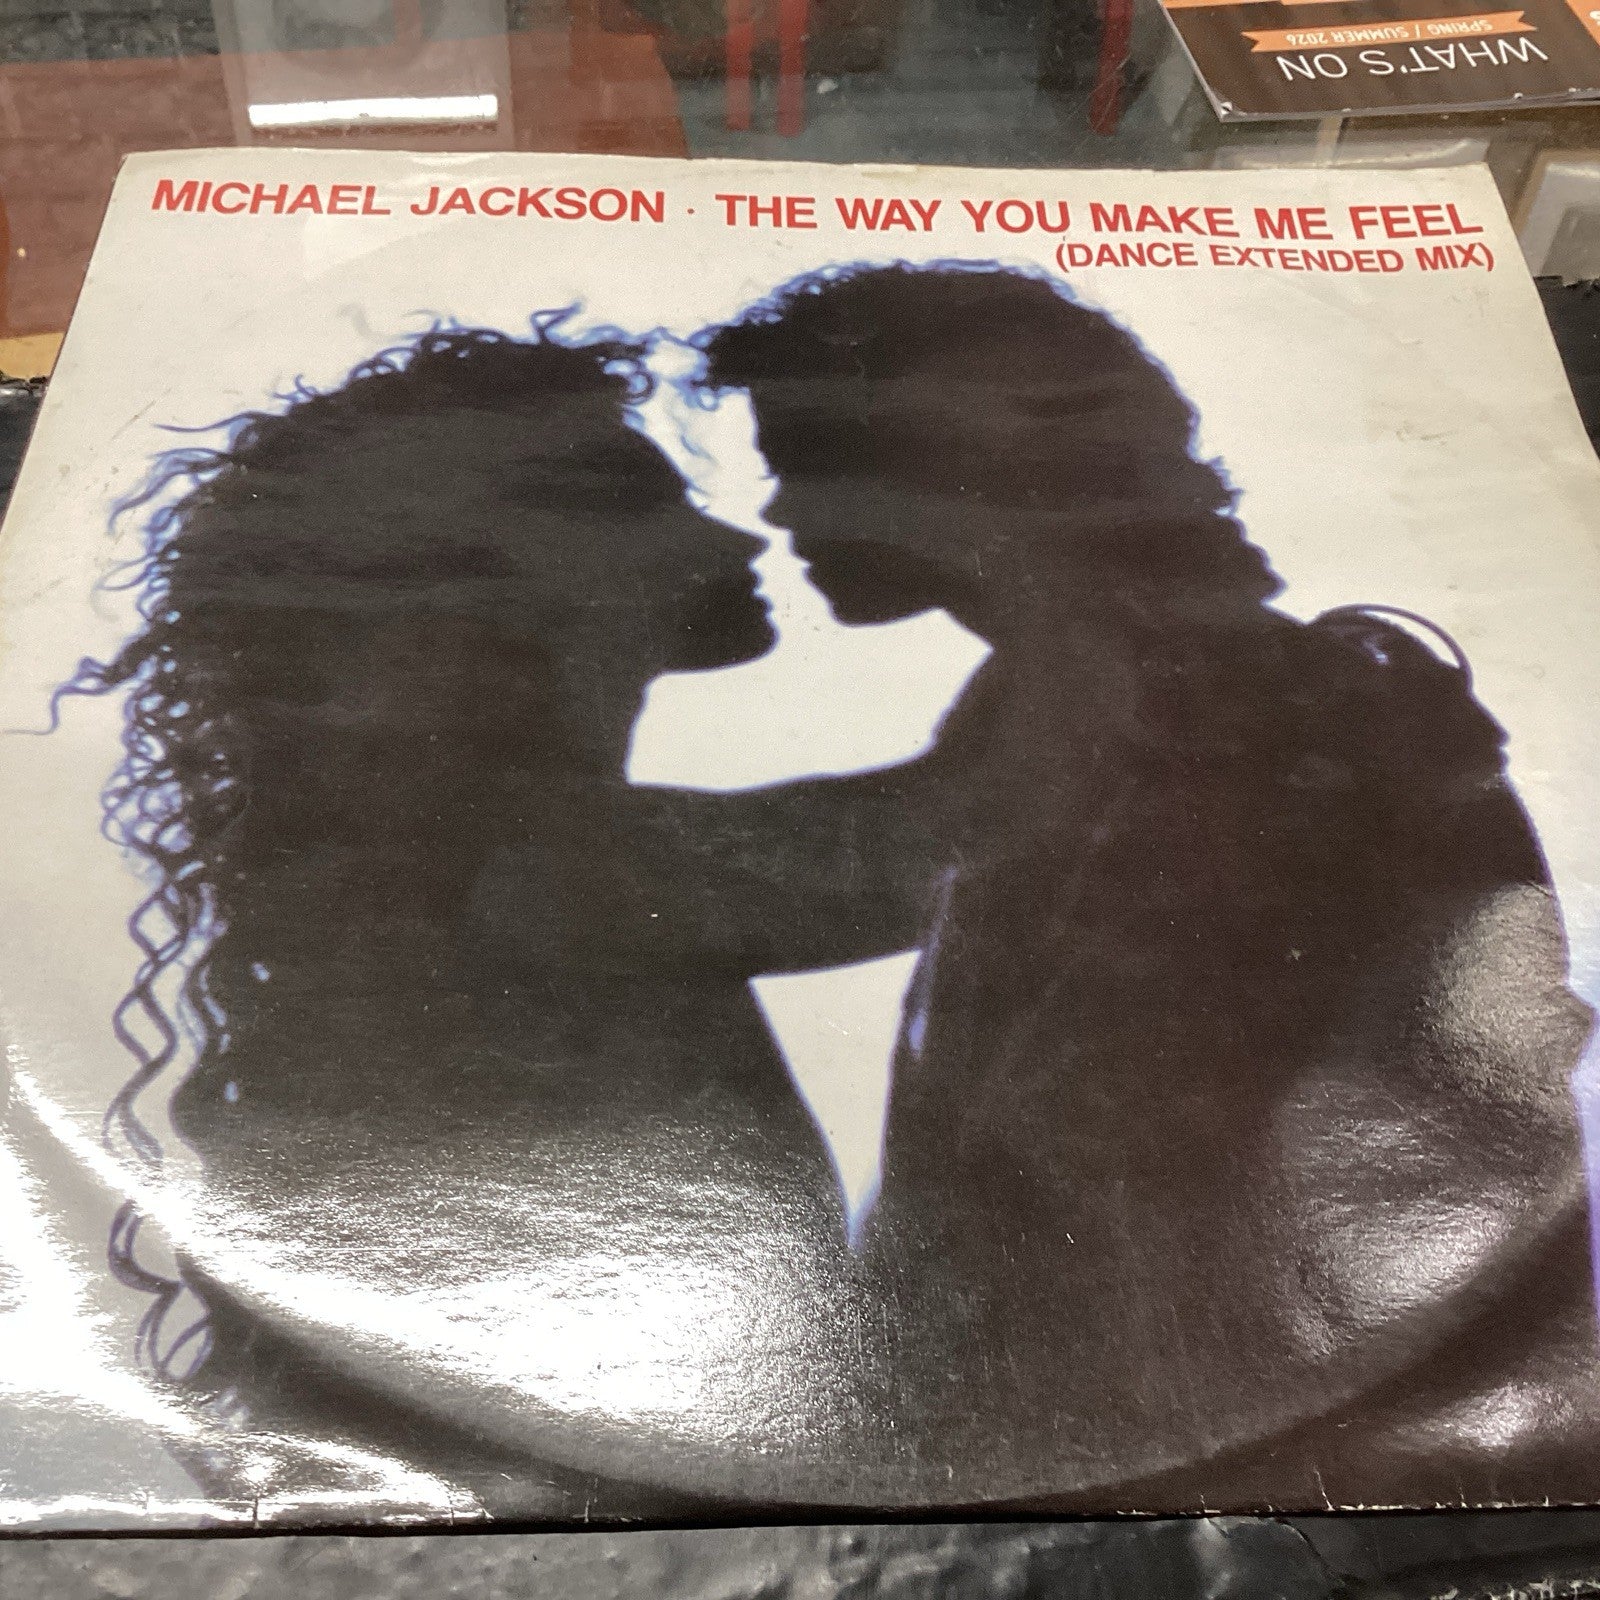 MICHAEL JACKSON · THE WAY YOU MAKE ME FEEL
(DANCE EXTENDED MIX)
WHAT'S ON
SPRING / SUMMER 2026